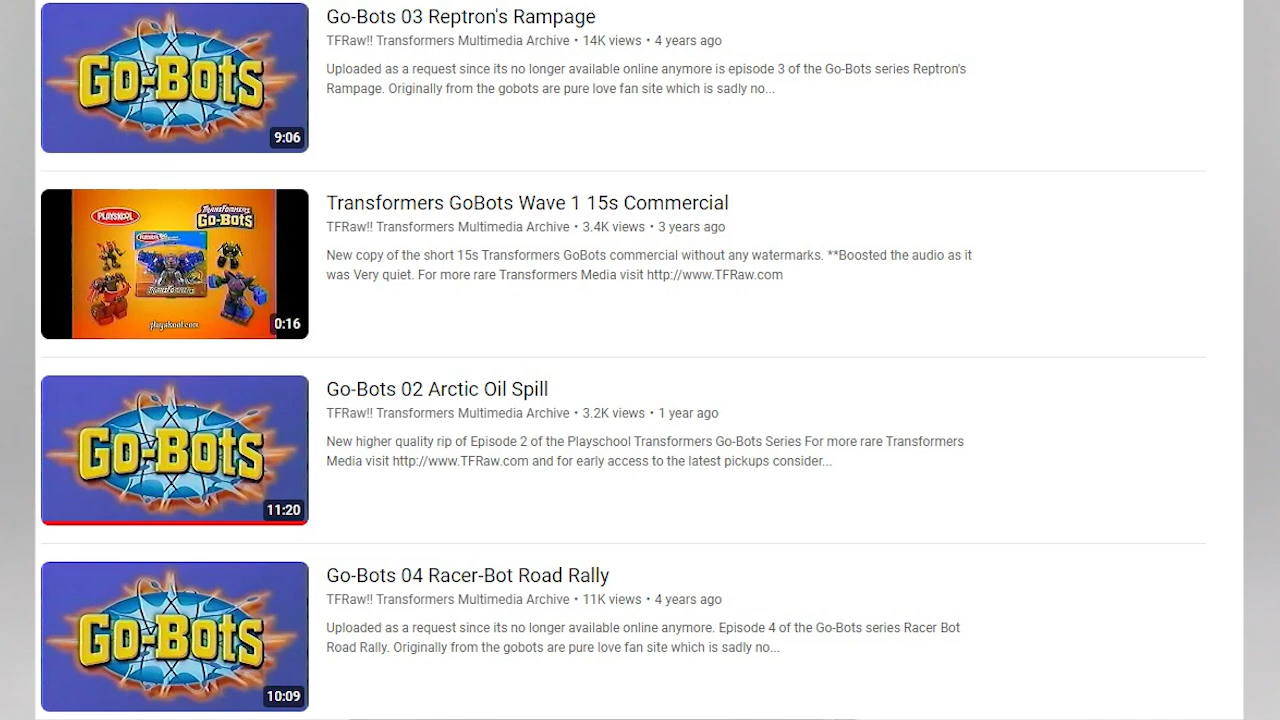 Go-Bots
9:06
Go-Bots 03 Reptron's Rampage
TFRaw!! Transformers Multimedia Archive • 14K views • 4 years ago
Uploaded as a request since its no longer available online anymore is episode 3 of the Go-Bots series Reptron's
Rampage. Originally from the gobots are pure love fan site which is sadly no...
PLAYSKOOL
TRANSFORMERS
GO-BOTS
playskool.com
0:16
Transformers GoBots Wave 1 15s Commercial
TFRaw!! Transformers Multimedia Archive • 3.4K views • 3 years ago
New copy of the short 15s Transformers GoBots commercial without any watermarks. **Boosted the audio as it
was Very quiet. For more rare Transformers Media visit http://www.TFRaw.com
Go-Bots
11:20
Go-Bots 02 Arctic Oil Spill
TFRaw!! Transformers Multimedia Archive • 3.2K views • 1 year ago
New higher quality rip of Episode 2 of the Playschool Transformers Go-Bots Series For more rare Transformers
Media visit http://www.TFRaw.com and for early access to the latest pickups consider...
Go-Bots
10:09
Go-Bots 04 Racer-Bot Road Rally
TFRaw!! Transformers Multimedia Archive • 11K views • 4 years ago
Uploaded as a request since its no longer available online anymore. Episode 4 of the Go-Bots series Racer Bot
Road Rally. Originally from the gobots are pure love fan site which is sadly no...